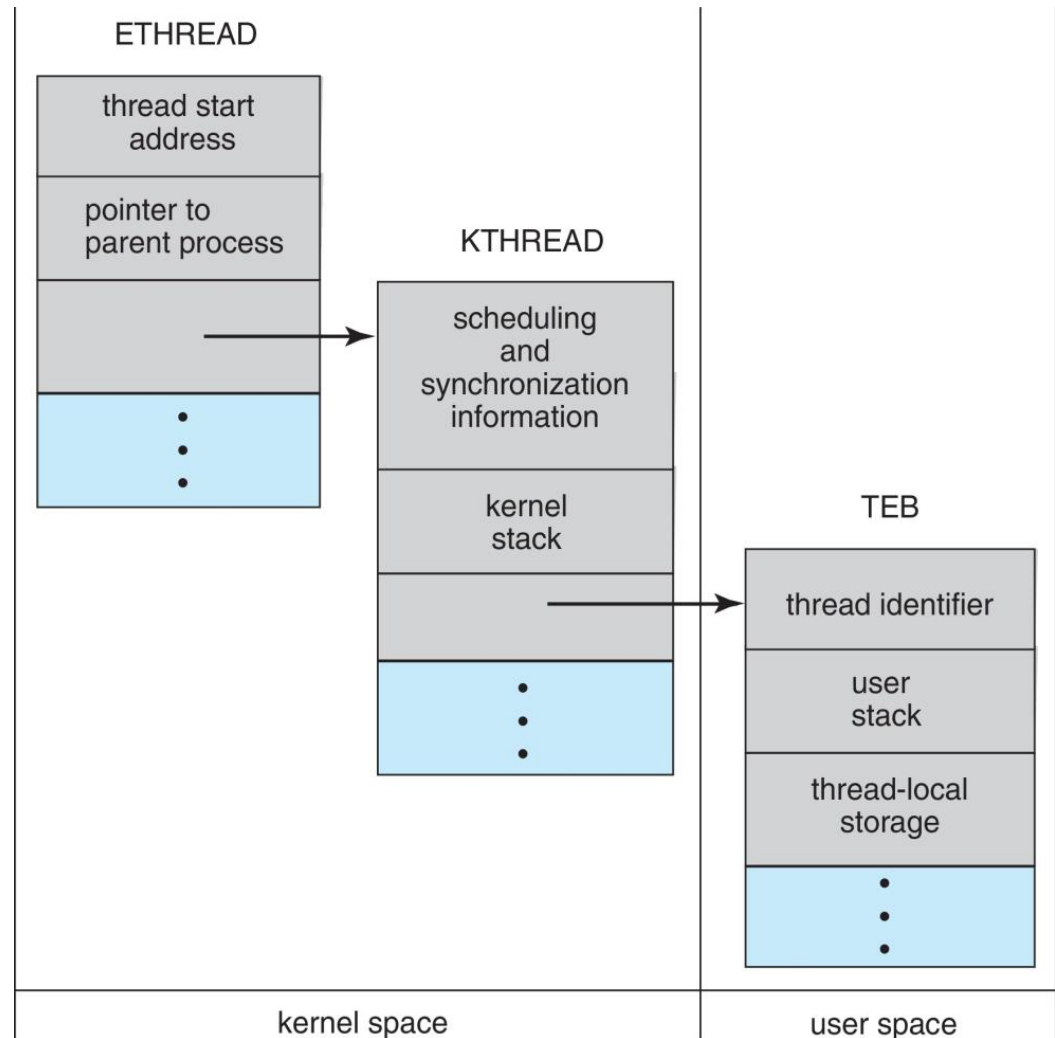 ETHREAD
thread start
address
pointer to
parent process
KTHREAD
scheduling
and
synchronization
information
kernel
stack
TEB
thread identifier
user
stack
thread-local
storage
kernel space
user space